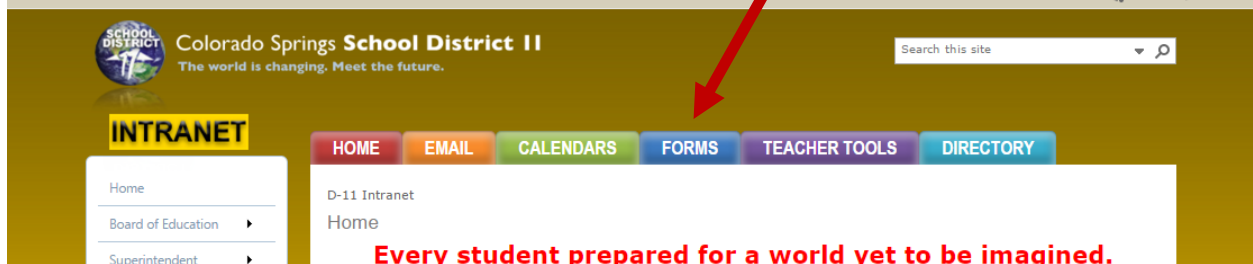 SCHOOL
DISTRICT
11
Colorado Springs School District 11
The world is changing. Meet the future.
Search this site
INTRANET
HOME EMAIL CALENDARS FORMS TEACHER TOOLS DIRECTORY
Home
D-11 Intranet
Board of Education
Home
Superintendent
Every student prepared for a world yet to be imagined.